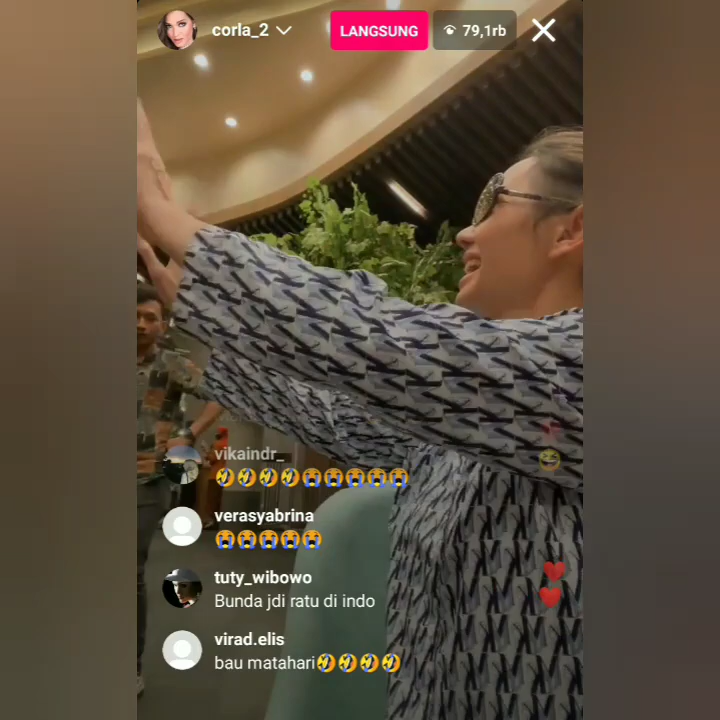 corla_2
LANGSUNG
79,1rb
vikaindr_
🤣🤣🤣🤣😭😭😭😭😭
verasyabrina
😭😭😭😭😭
tuty_wibowo
Bunda jdi ratu di indo
virad.elis
bau matahari🤣🤣🤣🤣